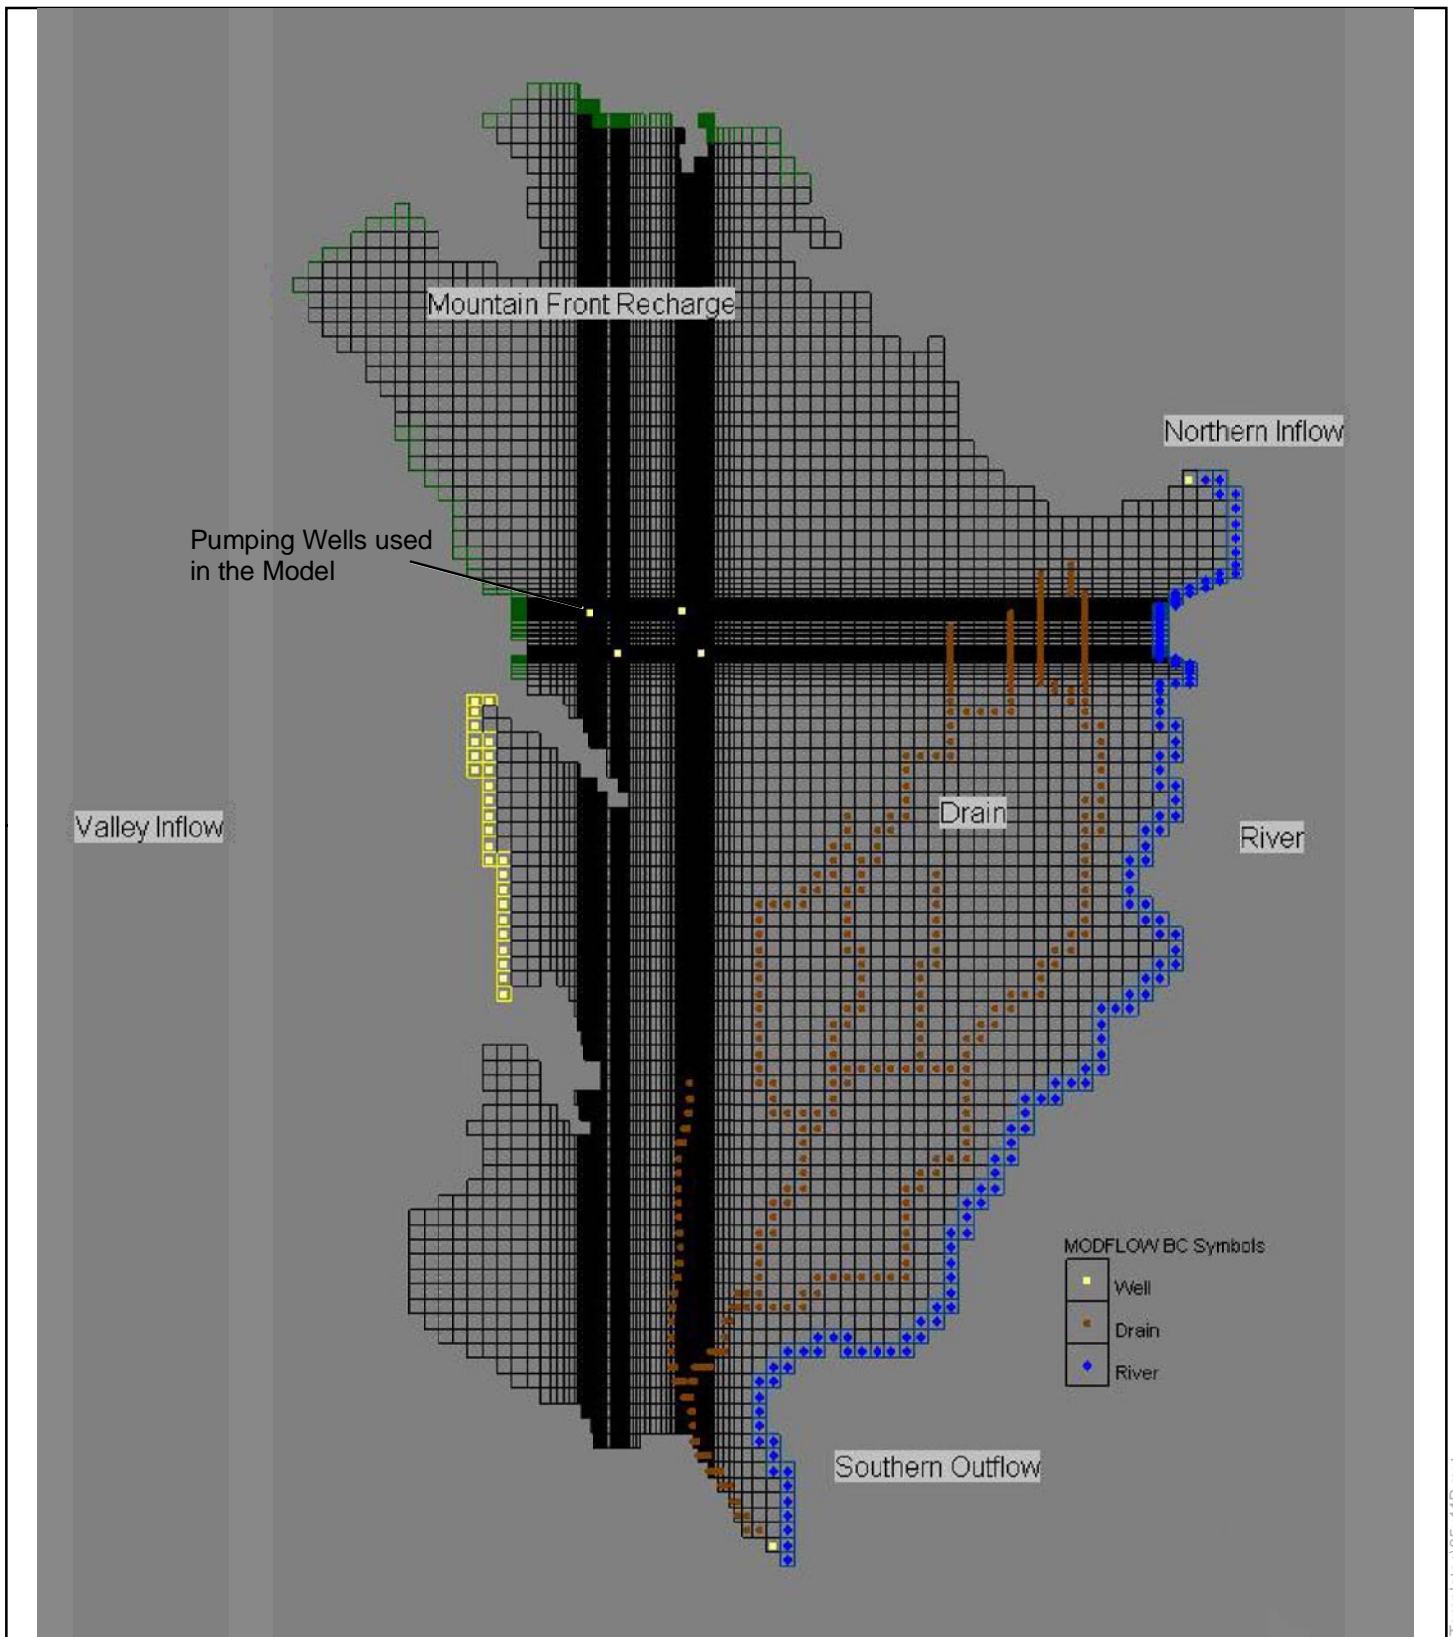 Mountain Front Recharge
Northern Inflow
Pumping Wells used
in the Model
Valley Inflow
Drain
River
MODFLOW BC Symbols
Well
Drain
River
Southern Outflow